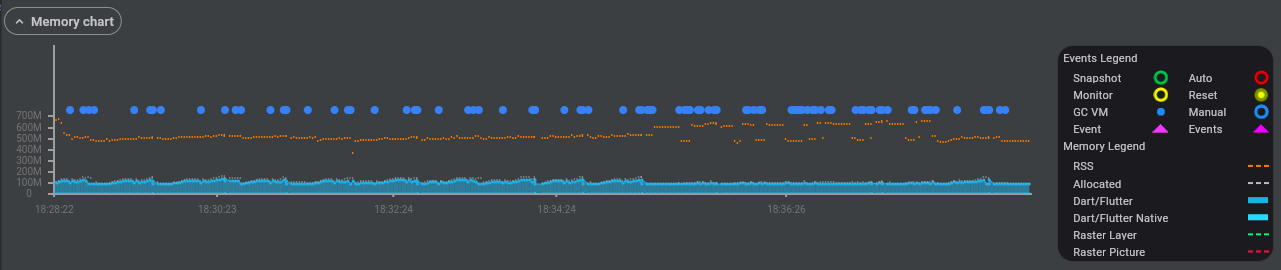 Memory chart
700M
600M
500M
400M
300M
200M
100M
0
18:28:22 18:30:23 18:32:24 18:34:24 18:36:26
Events Legend
Snapshot Auto
Monitor Reset
GC VM Manual
Event Events
Memory Legend
RSS
Allocated
Dart/Flutter
Dart/Flutter Native
Raster Layer
Raster Picture